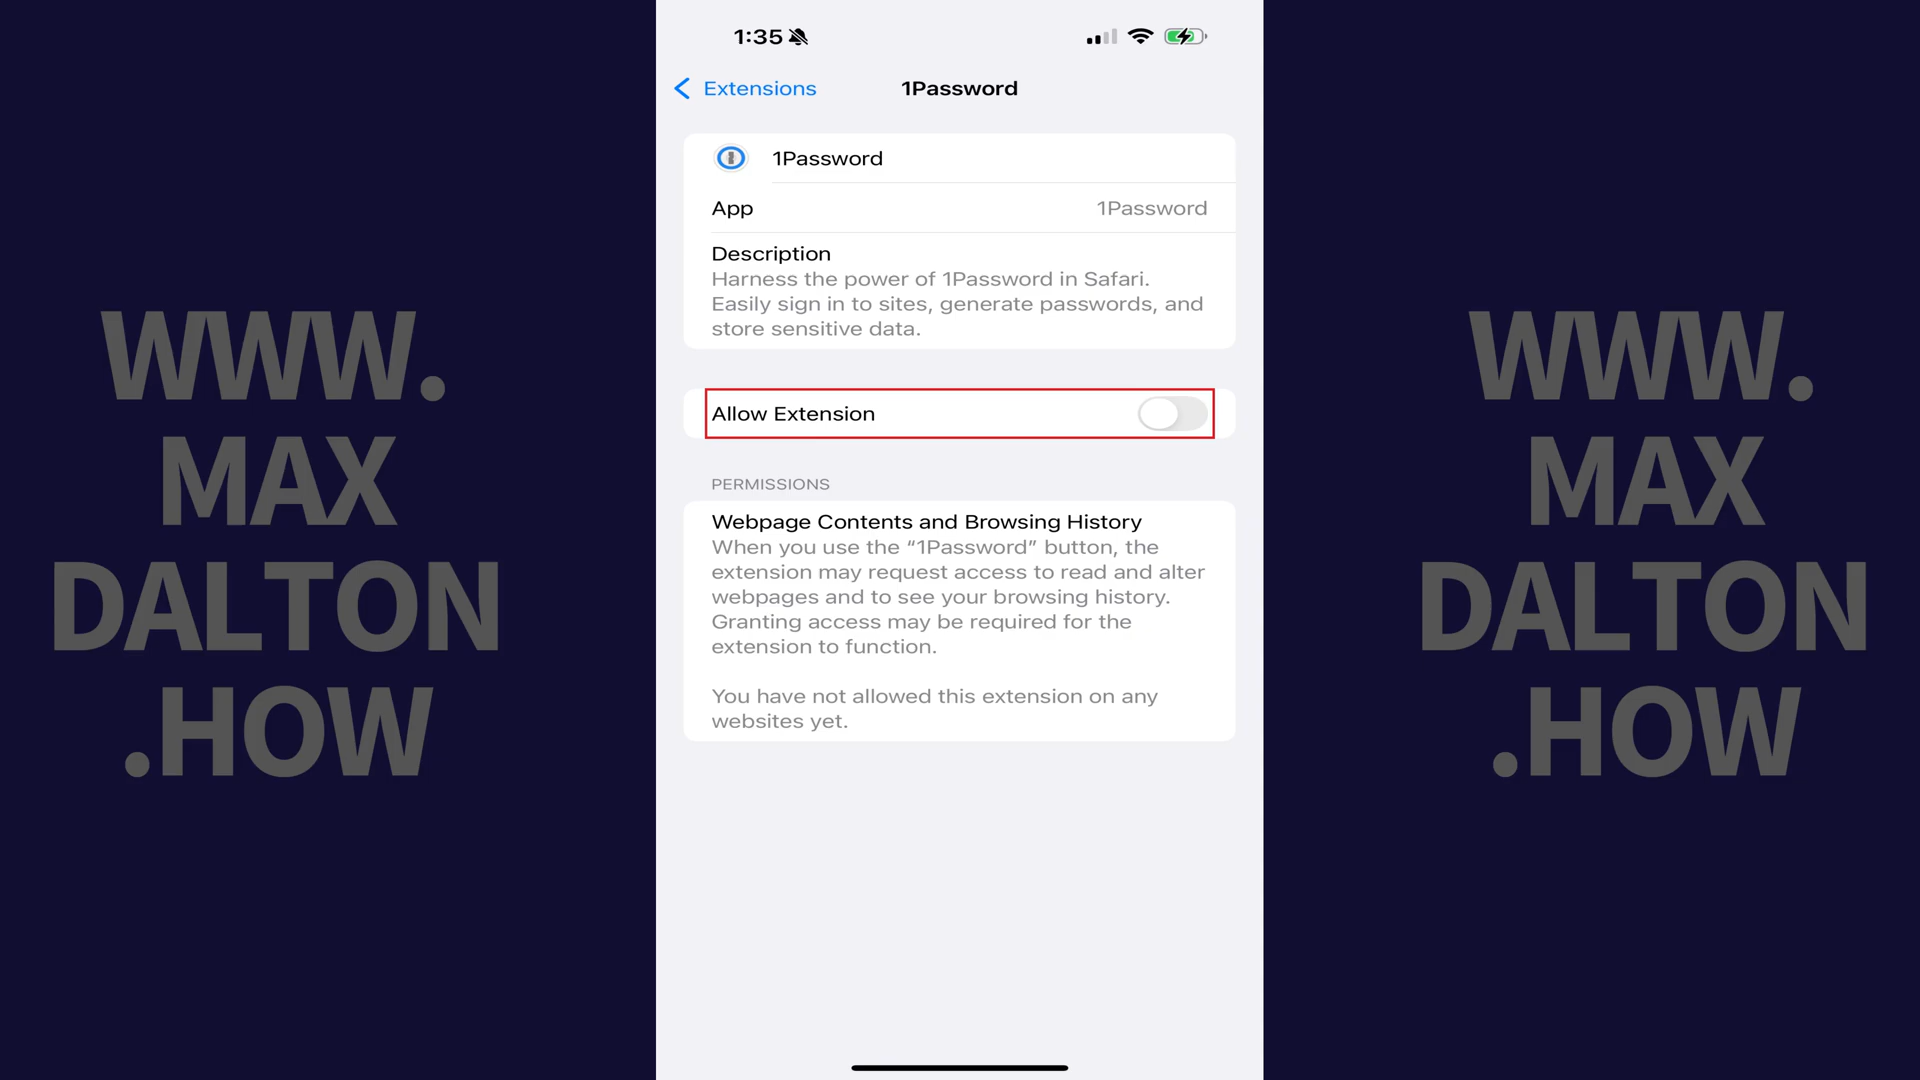 WWW.
MAX
DALTON
.HOW
1:35
Extensions
1Password
1Password
App
1Password
Description
Harness the power of 1Password in Safari.
Easily sign in to sites, generate passwords, and
store sensitive data.
Allow Extension
PERMISSIONS
Webpage Contents and Browsing History
When you use the “1Password” button, the
extension may request access to read and alter
webpages and to see your browsing history.
Granting access may be required for the
extension to function.
You have not allowed this extension on any
websites yet.
WWW.
MAX
DALTON
.HOW